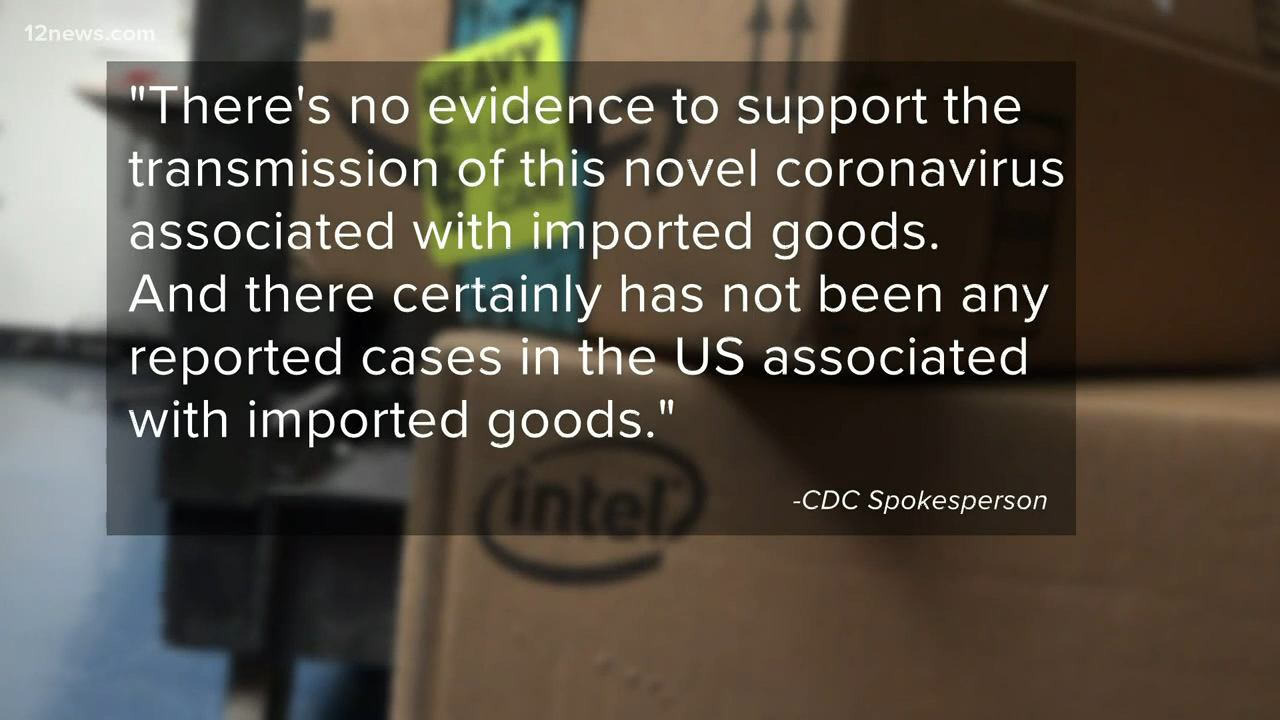 12news.com
"There's no evidence to support the
transmission of this novel coronavirus
associated with imported goods.
And there certainly has not been any
reported cases in the US associated
with imported goods."
-CDC Spokesperson
HEAVY
intel